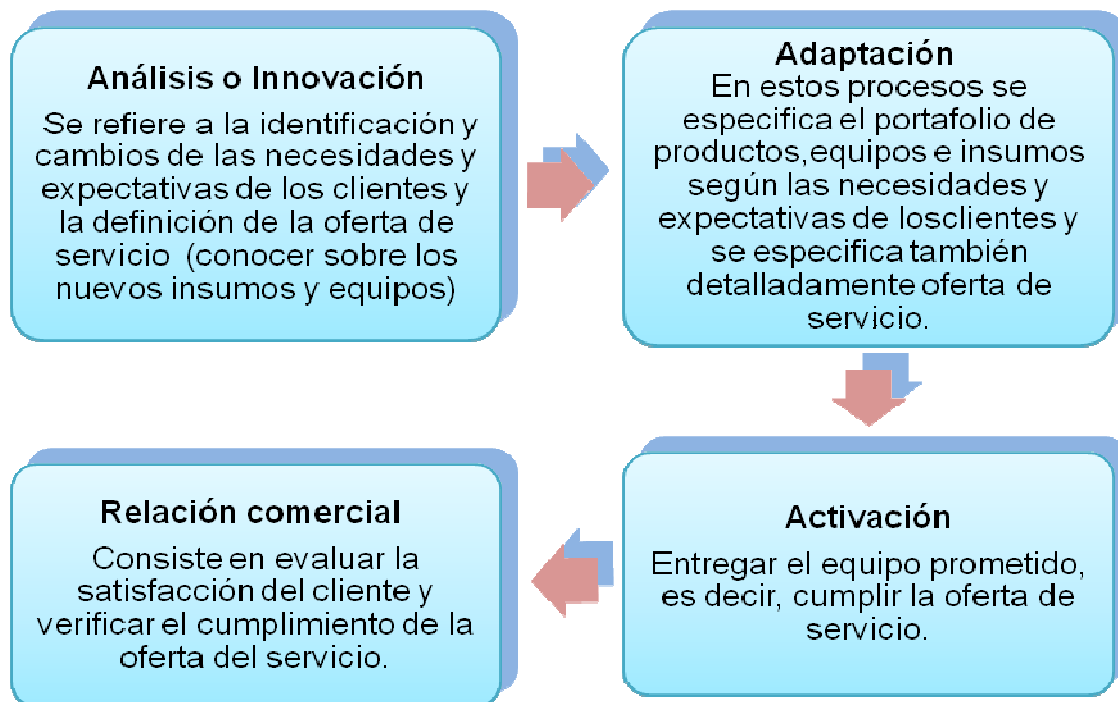 Análisis o Innovación
Se refiere a la identificación y
cambios de las necesidades y
expectativas de los clientes y
la definición de la oferta de
servicio (conocer sobre los
nuevos insumos y equipos)
Adaptación
En estos procesos se
especifica el portafolio de
productos,equipos e insumos
según las necesidades y
expectativas de losclientes y
se especifica también
detalladamente oferta de
servicio.
Activación
Entregar el equipo prometido,
es decir, cumplir la oferta de
servicio.
Relación comercial
Consiste en evaluar la
satisfacción del cliente y
verificar el cumplimiento de la
oferta del servicio.